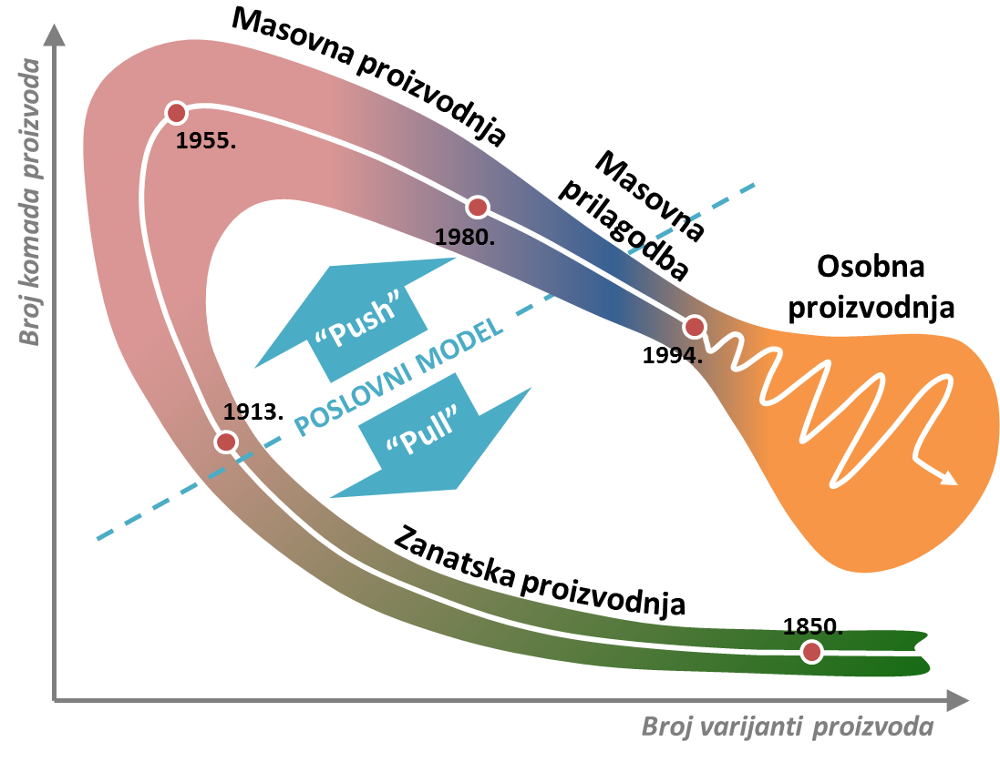 Masovna proizvodnja
Broj komada proizvoda
1955.
Masovna
prilagodba
1980.
Osobna
proizvodnja
“Push”
1994.
POSLOVNI MODEL
1913.
“Pull”
Zanatska proizvodnja
1850.
Broj varijanti proizvoda